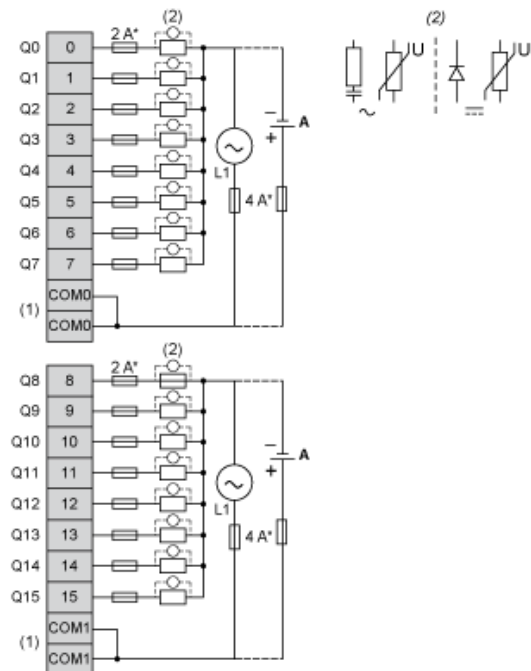 2 A* (2) (2)
Q0 0
U U
Q1 1
Q2 2
− A
Q3 3 ~ + ~
Q4 4
L1
Q5 5 4 A*
Q6 6
Q7 7
COM0
(1)
COM0
2 A* (2)
Q8 8
Q9 9
Q10 10
− A
Q11 11
+
Q12 12 ~
L1
Q13 13 4 A*
Q14 14
Q15 15
COM1
(1)
COM1